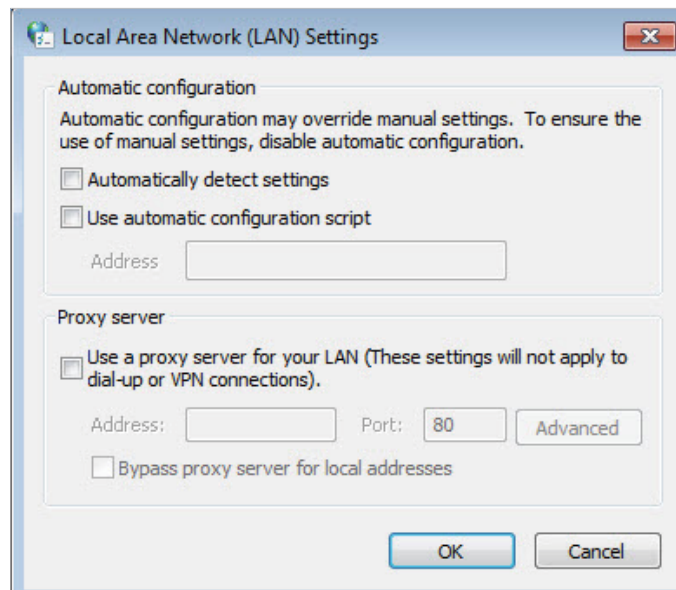 Local Area Network (LAN) Settings
Automatic configuration
Automatic configuration may override manual settings.  To ensure the
use of manual settings, disable automatic configuration.
Automatically detect settings
Use automatic configuration script
Address
Proxy server
Use a proxy server for your LAN (These settings will not apply to
dial-up or VPN connections).
Address: Port: 80 Advanced
Bypass proxy server for local addresses
OK Cancel